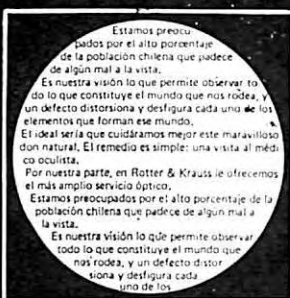 Estamos preocu-
pados por el alto porcentaje
de la población chilena que padece
de algún mal a la vista.
Es nuestra visión lo que permite observar to
do lo que constituye el mundo que nos rodea, y
un defecto distorsiona y desfigura cada uno de los
elementos que forman ese mundo.
El ideal sería que cuidáramos mejor este maravilloso
don natural. El remedio es simple: una visita al médi
co oculista.
Por nuestra parte, en Rotter & Krauss le ofrecemos
el más amplio servicio óptico.
Estamos preocupados por el alto porcentaje de la
población chilena que padece de algún mal a
la vista.
Es nuestra visión lo que permite observar
todo lo que constituye el mundo que
nos rodea, y un defecto distor
siona y desfigura cada
uno de los